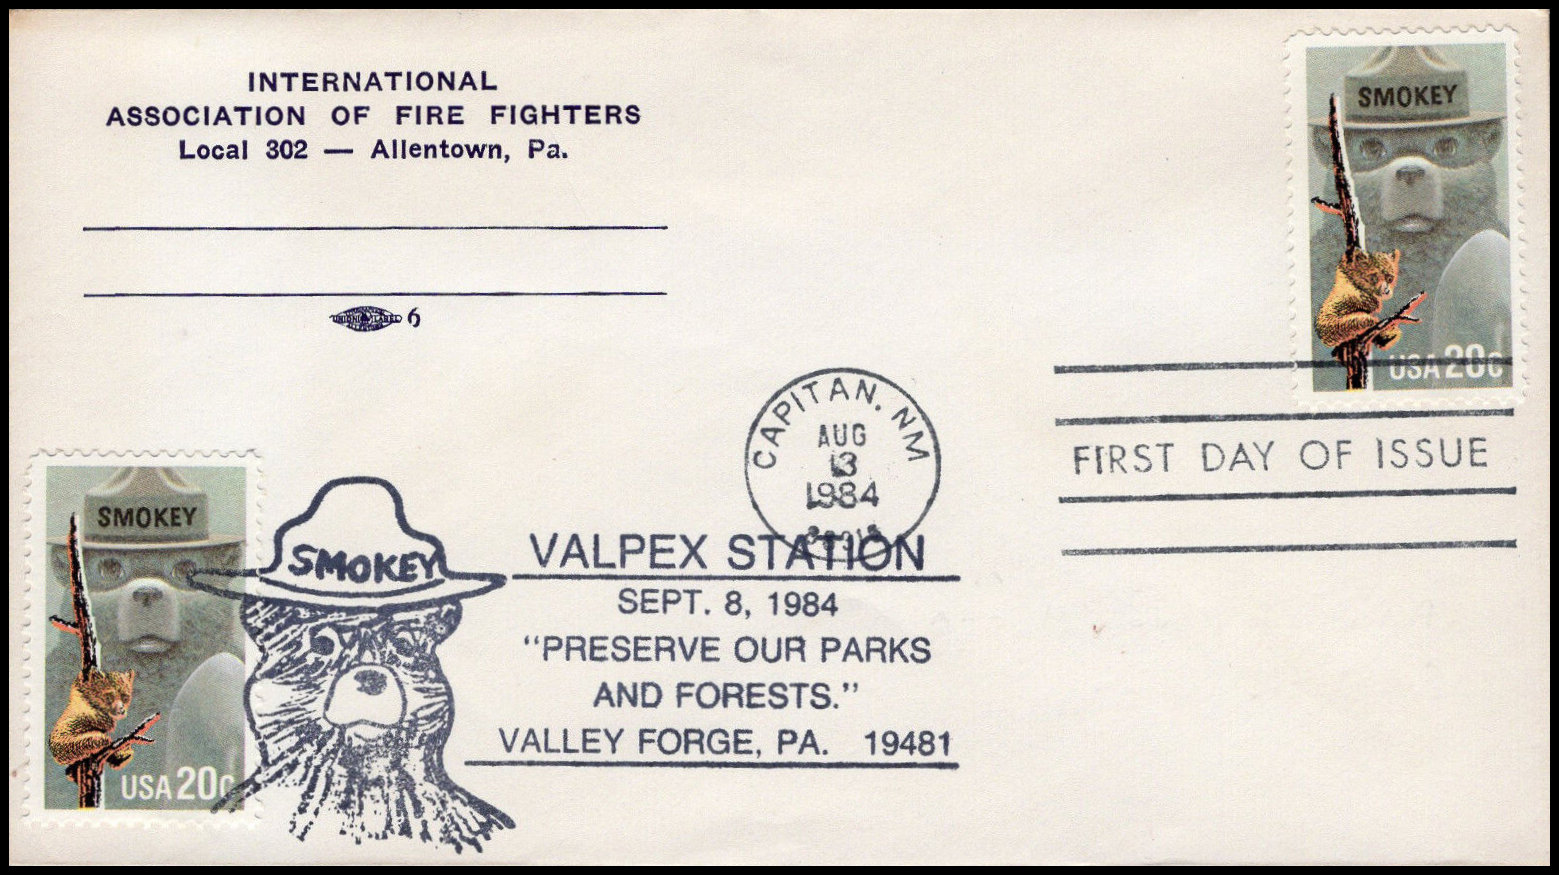 INTERNATIONAL
ASSOCIATION OF FIRE FIGHTERS
Local 302 — Allentown, Pa.
UNION LABEL
6
SMOKEY
USA 20c
CAPITAN, NM
AUG
13
1984
FIRST DAY OF ISSUE
SMOKEY
USA 20c
SMOKEY
VALPEX STATION
SEPT. 8, 1984
"PRESERVE OUR PARKS
AND FORESTS."
VALLEY FORGE, PA. 19481